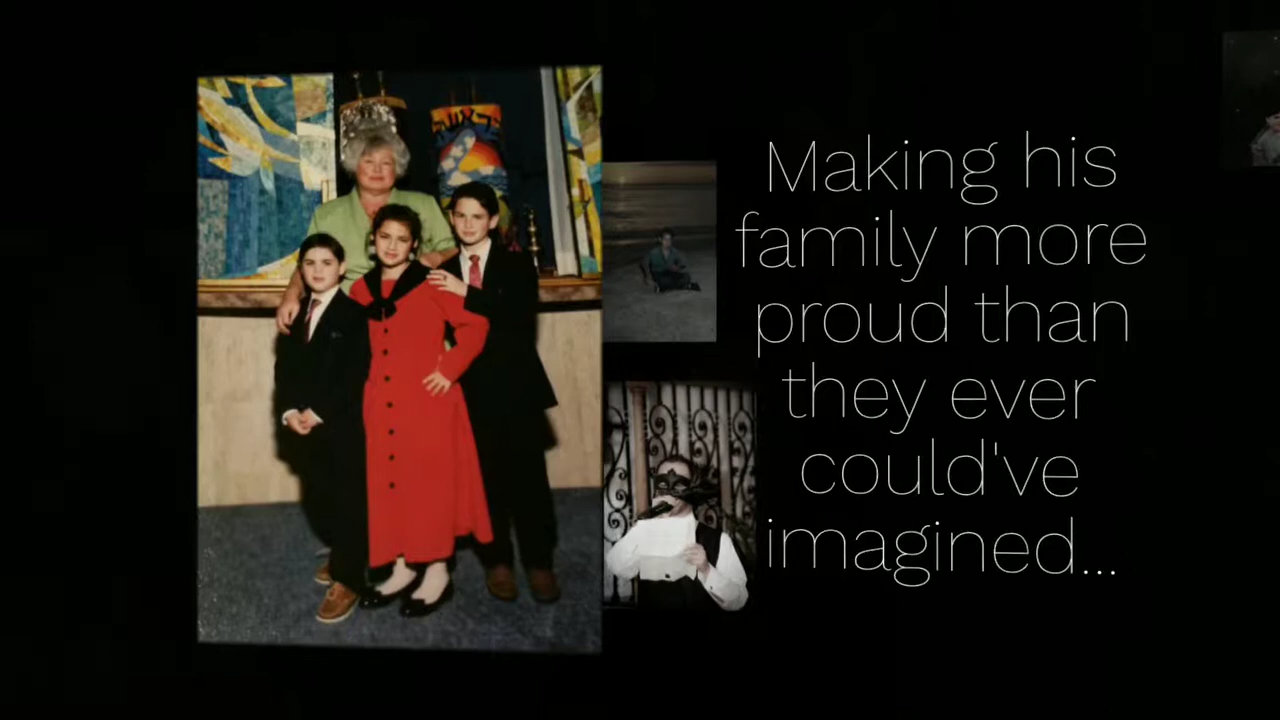 Making his
family more
proud than
they ever
could've
imagined...